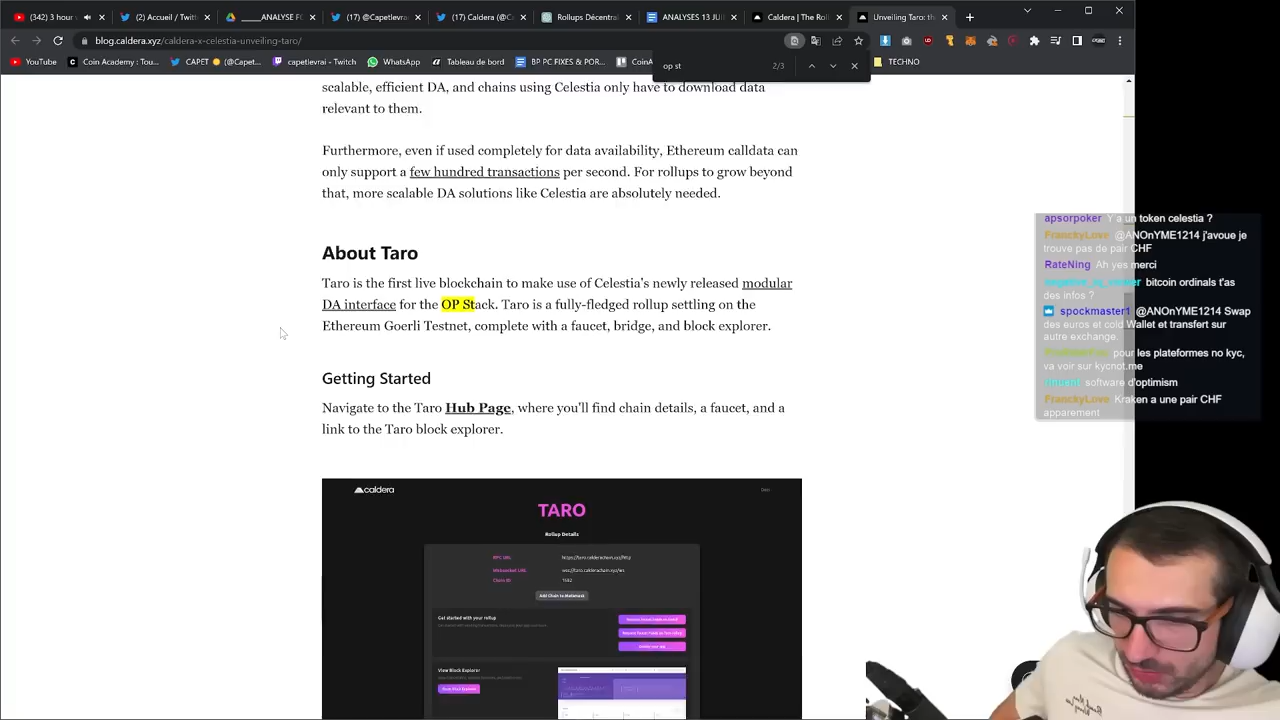 (342) 3 
(2) Accueil / Twitt
____ANALYSE F
(17) @Capetlevrai
(17) Caldera (@C
Rollups Décentral
ANALYSES 13 JUI
Caldera | The Roll
Unveiling Taro: th
blog.caldera.xyz/caldera-x-celestia-unveiling-taro/
YouTube
Coin Academy : Tou...
CAPET (@Capet...
capetlevrai - Twitch
WhatsApp
Tableau de bord
BP PC FIXES & POR...
CoinA
TECHNO
op st
2/3
scalable, efficient DA, and chains using Celestia only have to download data
relevant to them.
Furthermore, even if used completely for data availability, Ethereum calldata can
only support a few hundred transactions per second. For rollups to grow beyond
that, more scalable DA solutions like Celestia are absolutely needed.
About Taro
Taro is the first live blockchain to make use of Celestia's newly released modular
DA interface for the OP Stack. Taro is a fully-fledged rollup settling on the
Ethereum Goerli Testnet, complete with a faucet, bridge, and block explorer.
Getting Started
Navigate to the Taro Hub Page, where you'll find chain details, a faucet, and a
link to the Taro block explorer.
caldera
TARO
Rollup Details
RPC URL
https://taro.calderachain.xyz/http
Websocket URL
wss://taro.calderachain.xyz/ws
Chain ID
Add Chain to Metamask
Get started with your rollup
View Block Explorer
apsorpoker Y a un token celestia ?
FranckyLove @ANOnYME1214 j'avoue je
trouve pas de pair CHF
RateNing Ah yes merci
bitcoin ordinals t'as
des infos ?
spockmaster1 @ANOnYME1214 Swap
des euros et cold Wallet et transfert sur
autre exchange.
pour les plateformes no kyc,
va voir sur kycnot.me
software d'optimism
FranckyLove Kraken a une pair CHF
apparement